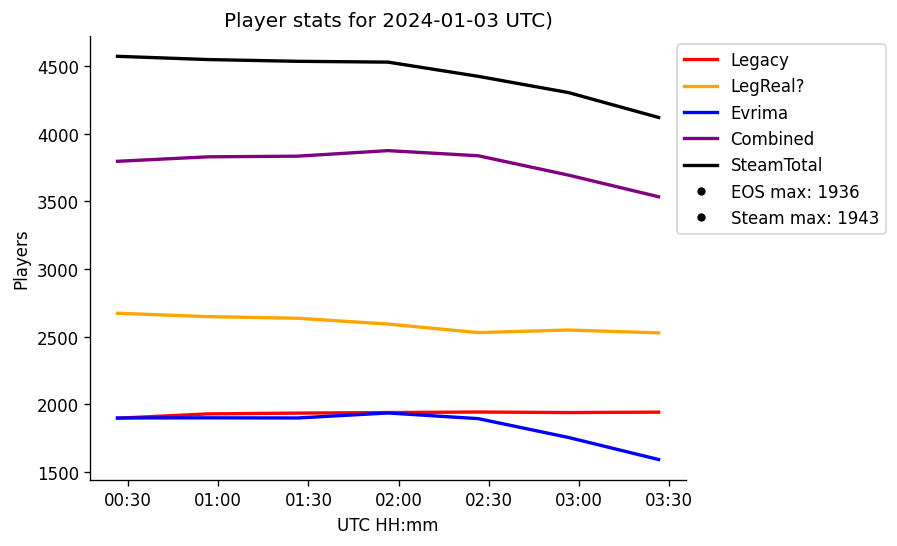 Player stats for 2024-01-03 UTC)
Players
4500
4000
3500
3000
2500
2000
1500
00:30 01:00 01:30 02:00 02:30 03:00 03:30
UTC HH:mm
Legacy
LegReal?
Evrima
Combined
SteamTotal
EOS max: 1936
Steam max: 1943